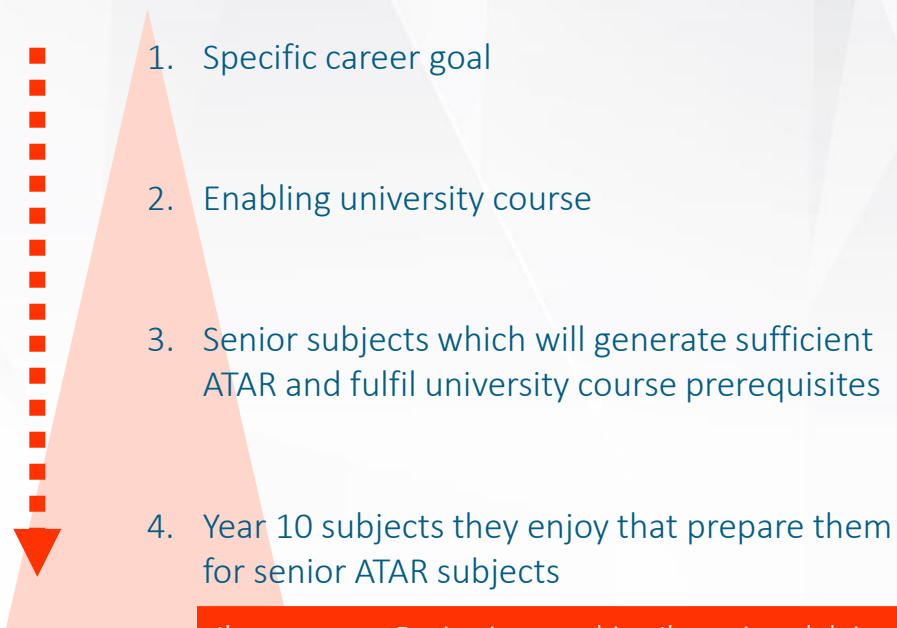 1. Specific career goal
2. Enabling university course
3. Senior subjects which will generate sufficient
ATAR and fulfil university course prerequisites
4. Year 10 subjects they enjoy that prepare them
for senior ATAR subjects